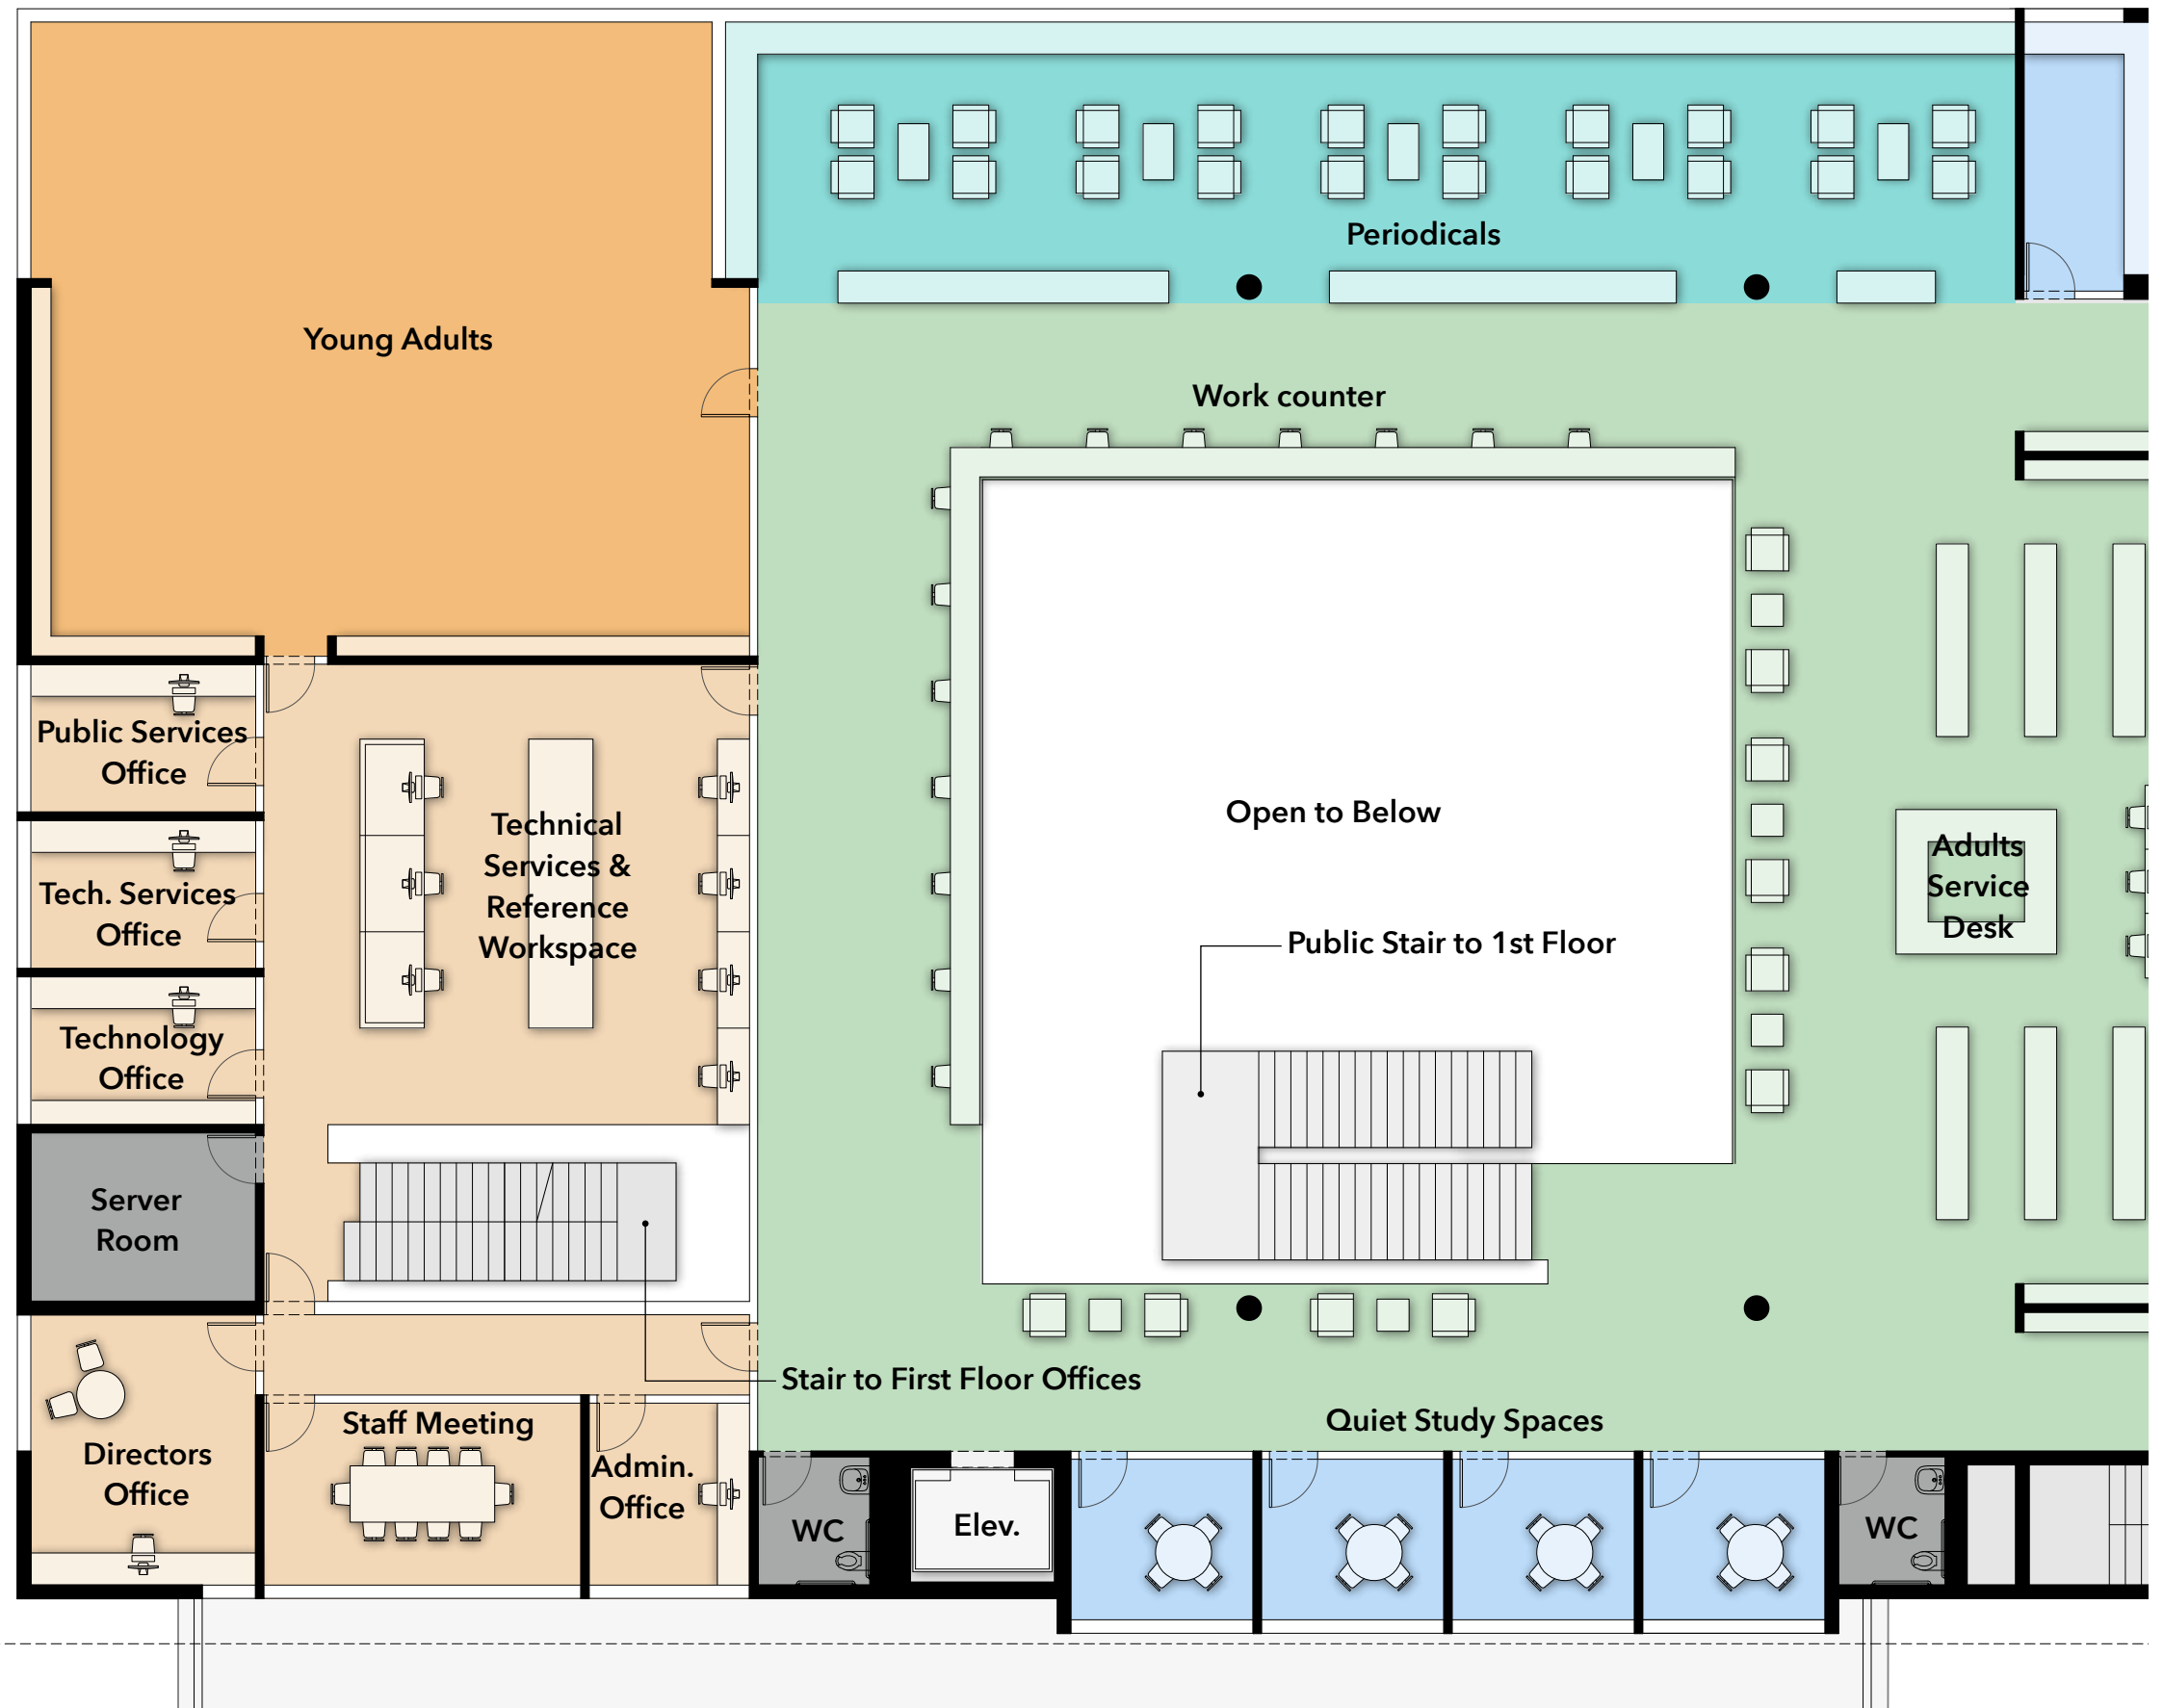 Periodicals
Young Adults
Work counter
Public Services
Office
Technical
Services &
Reference
Workspace
Open to Below
Adults
Service
Desk
Tech. Services
Office
Public Stair to 1st Floor
Technology
Office
Server
Room
Stair to First Floor Offices
Staff Meeting
Quiet Study Spaces
Directors
Office
Admin.
Office
WC
Elev.
WC